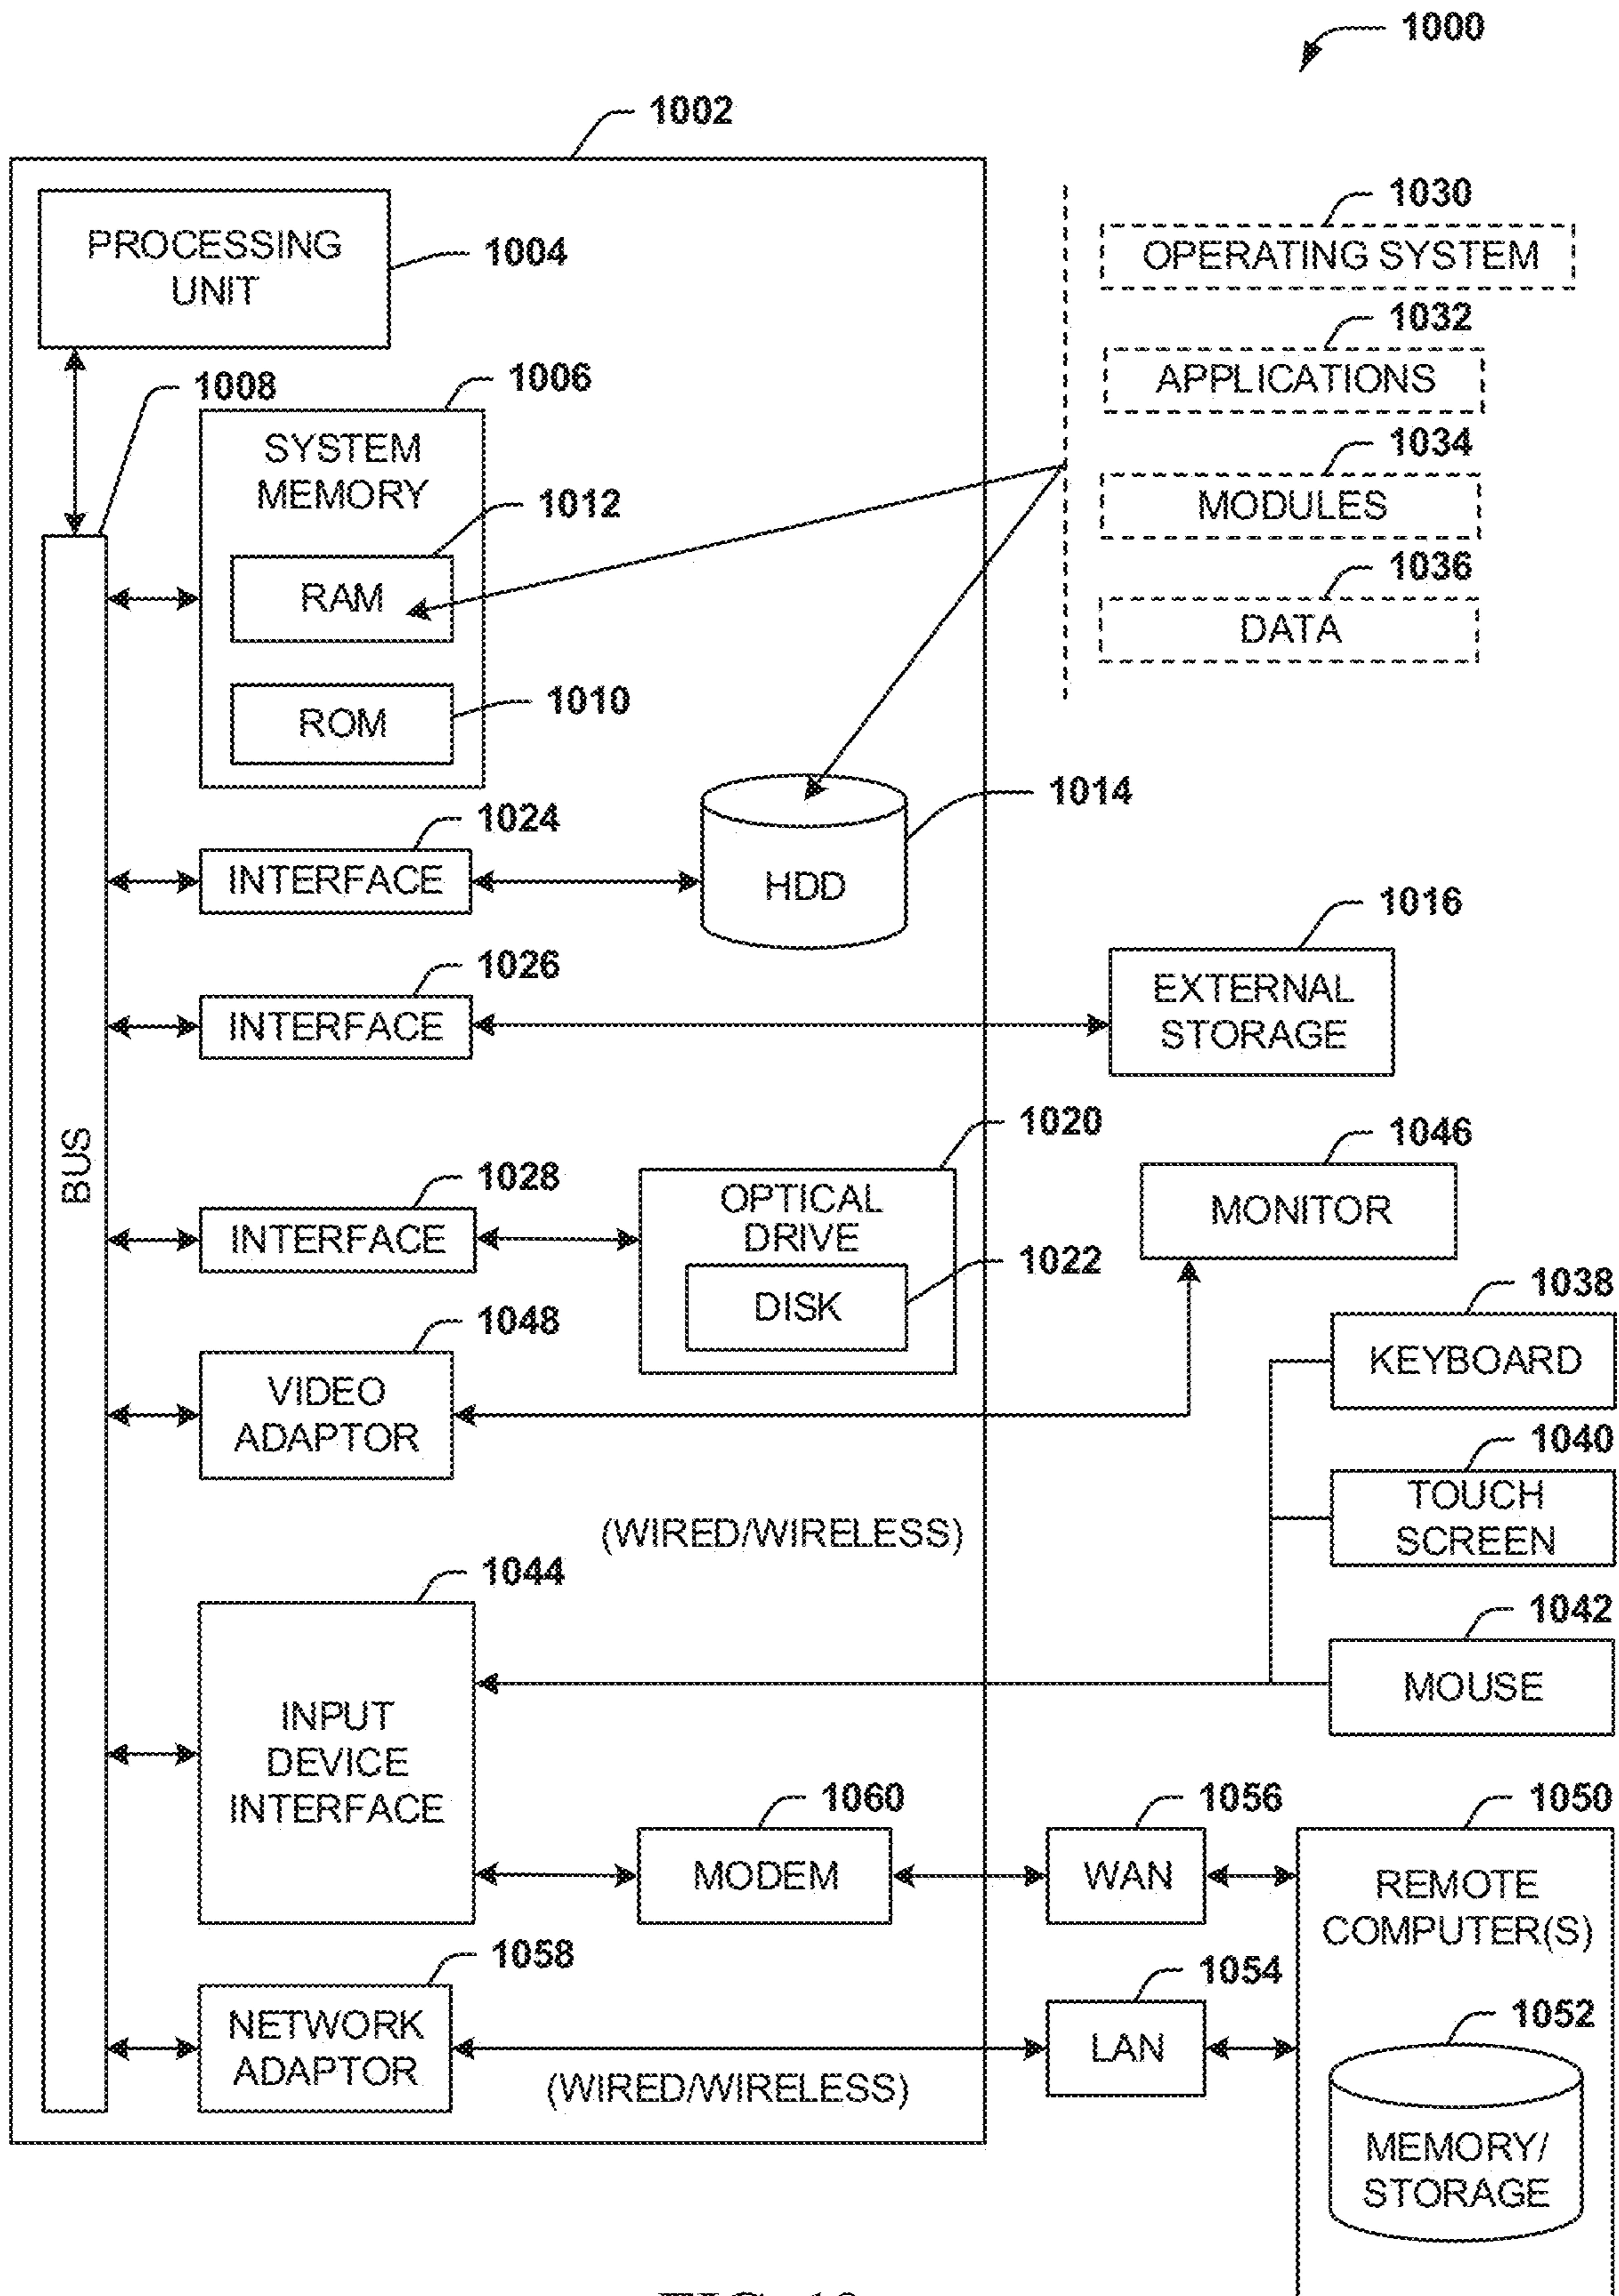 1000
1002
PROCESSING
UNIT
1004
1030
OPERATING SYSTEM
1032
APPLICATIONS
1034
MODULES
1036
DATA
1008
1006
SYSTEM
MEMORY
1012
RAM
1010
ROM
1014
HDD
1024
INTERFACE
1016
EXTERNAL
STORAGE
1026
INTERFACE
BUS
1020
OPTICAL
DRIVE
1022
DISK
1028
INTERFACE
1046
MONITOR
1048
VIDEO
ADAPTOR
1038
KEYBOARD
1040
TOUCH
SCREEN
(WIRED/WIRELESS)
1042
MOUSE
1044
INPUT
DEVICE
INTERFACE
1060
MODEM
1056
WAN
1050
REMOTE
COMPUTER(S)
1058
NETWORK
ADAPTOR
(WIRED/WIRELESS)
1054
LAN
1052
MEMORY/
STORAGE